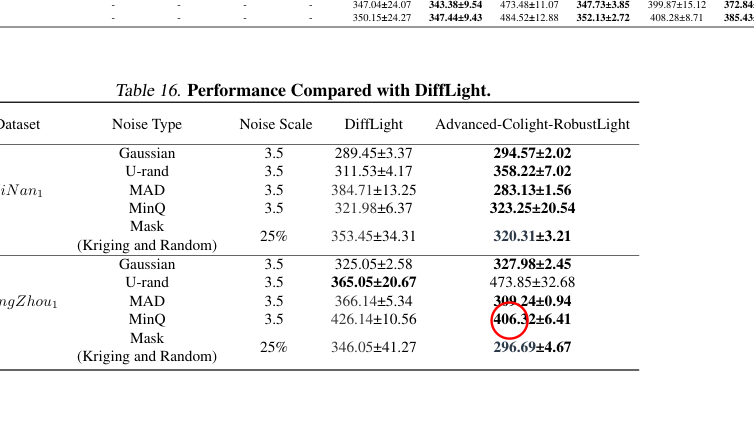 - - - - 347.04±24.07 343.38±9.54 473.48±11.07 347.73±3.85 399.87±15.12 372.84
- - - - 350.15±24.27 347.44±9.43 484.52±12.88 352.13±2.72 408.28±8.71 385.43
Table 16. Performance Compared with DiffLight.
Dataset Noise Type Noise Scale DiffLight Advanced-Colight-RobustLight
Gaussian 3.5 289.45±3.37 294.57±2.02
U-rand 3.5 311.53±4.17 358.22±7.02
iNan1 MAD 3.5 384.71±13.25 283.13±1.56
MinQ 3.5 321.98±6.37 323.25±20.54
Mask
(Kriging and Random) 25% 353.45±34.31 320.31±3.21
Gaussian 3.5 325.05±2.58 327.98±2.45
U-rand 3.5 365.05±20.67 473.85±32.68
ngZhou1 MAD 3.5 366.14±5.34 309.24±0.94
MinQ 3.5 426.14±10.56 406.32±6.41
Mask
(Kriging and Random) 25% 346.05±41.27 296.69±4.67